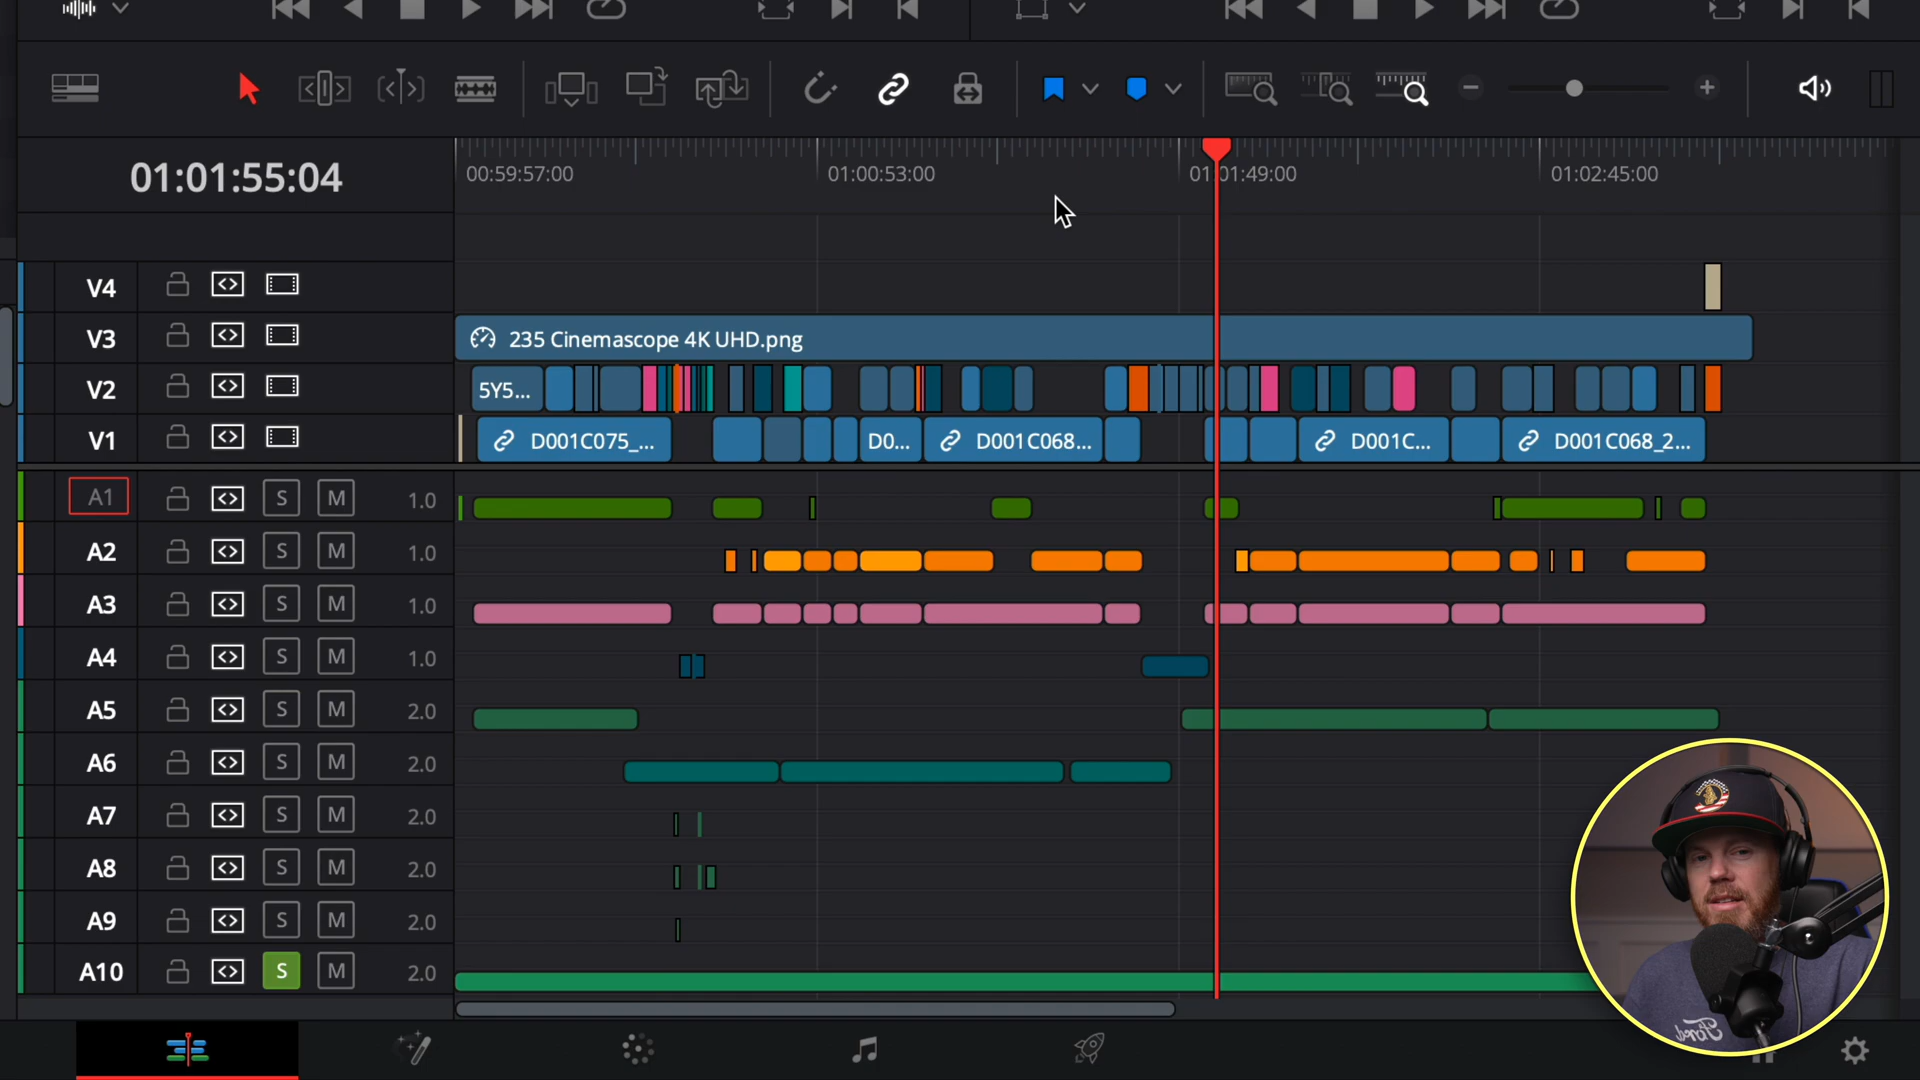 01:01:55:04
00:59:57:00
01:00:53:00
01:01:49:00
01:02:45:00
V4
V3
235 Cinemascope 4K UHD.png
V2
5Y5...
V1
D001C075_...
D0...
D001C068...
D001C...
D001C068_2...
A1 S M 1.0
A2 S M 1.0
A3 S M 1.0
A4 S M 1.0
A5 S M 2.0
A6 S M 2.0
A7 S M 2.0
A8 S M 2.0
A9 S M 2.0
A10 S M 2.0
Ford